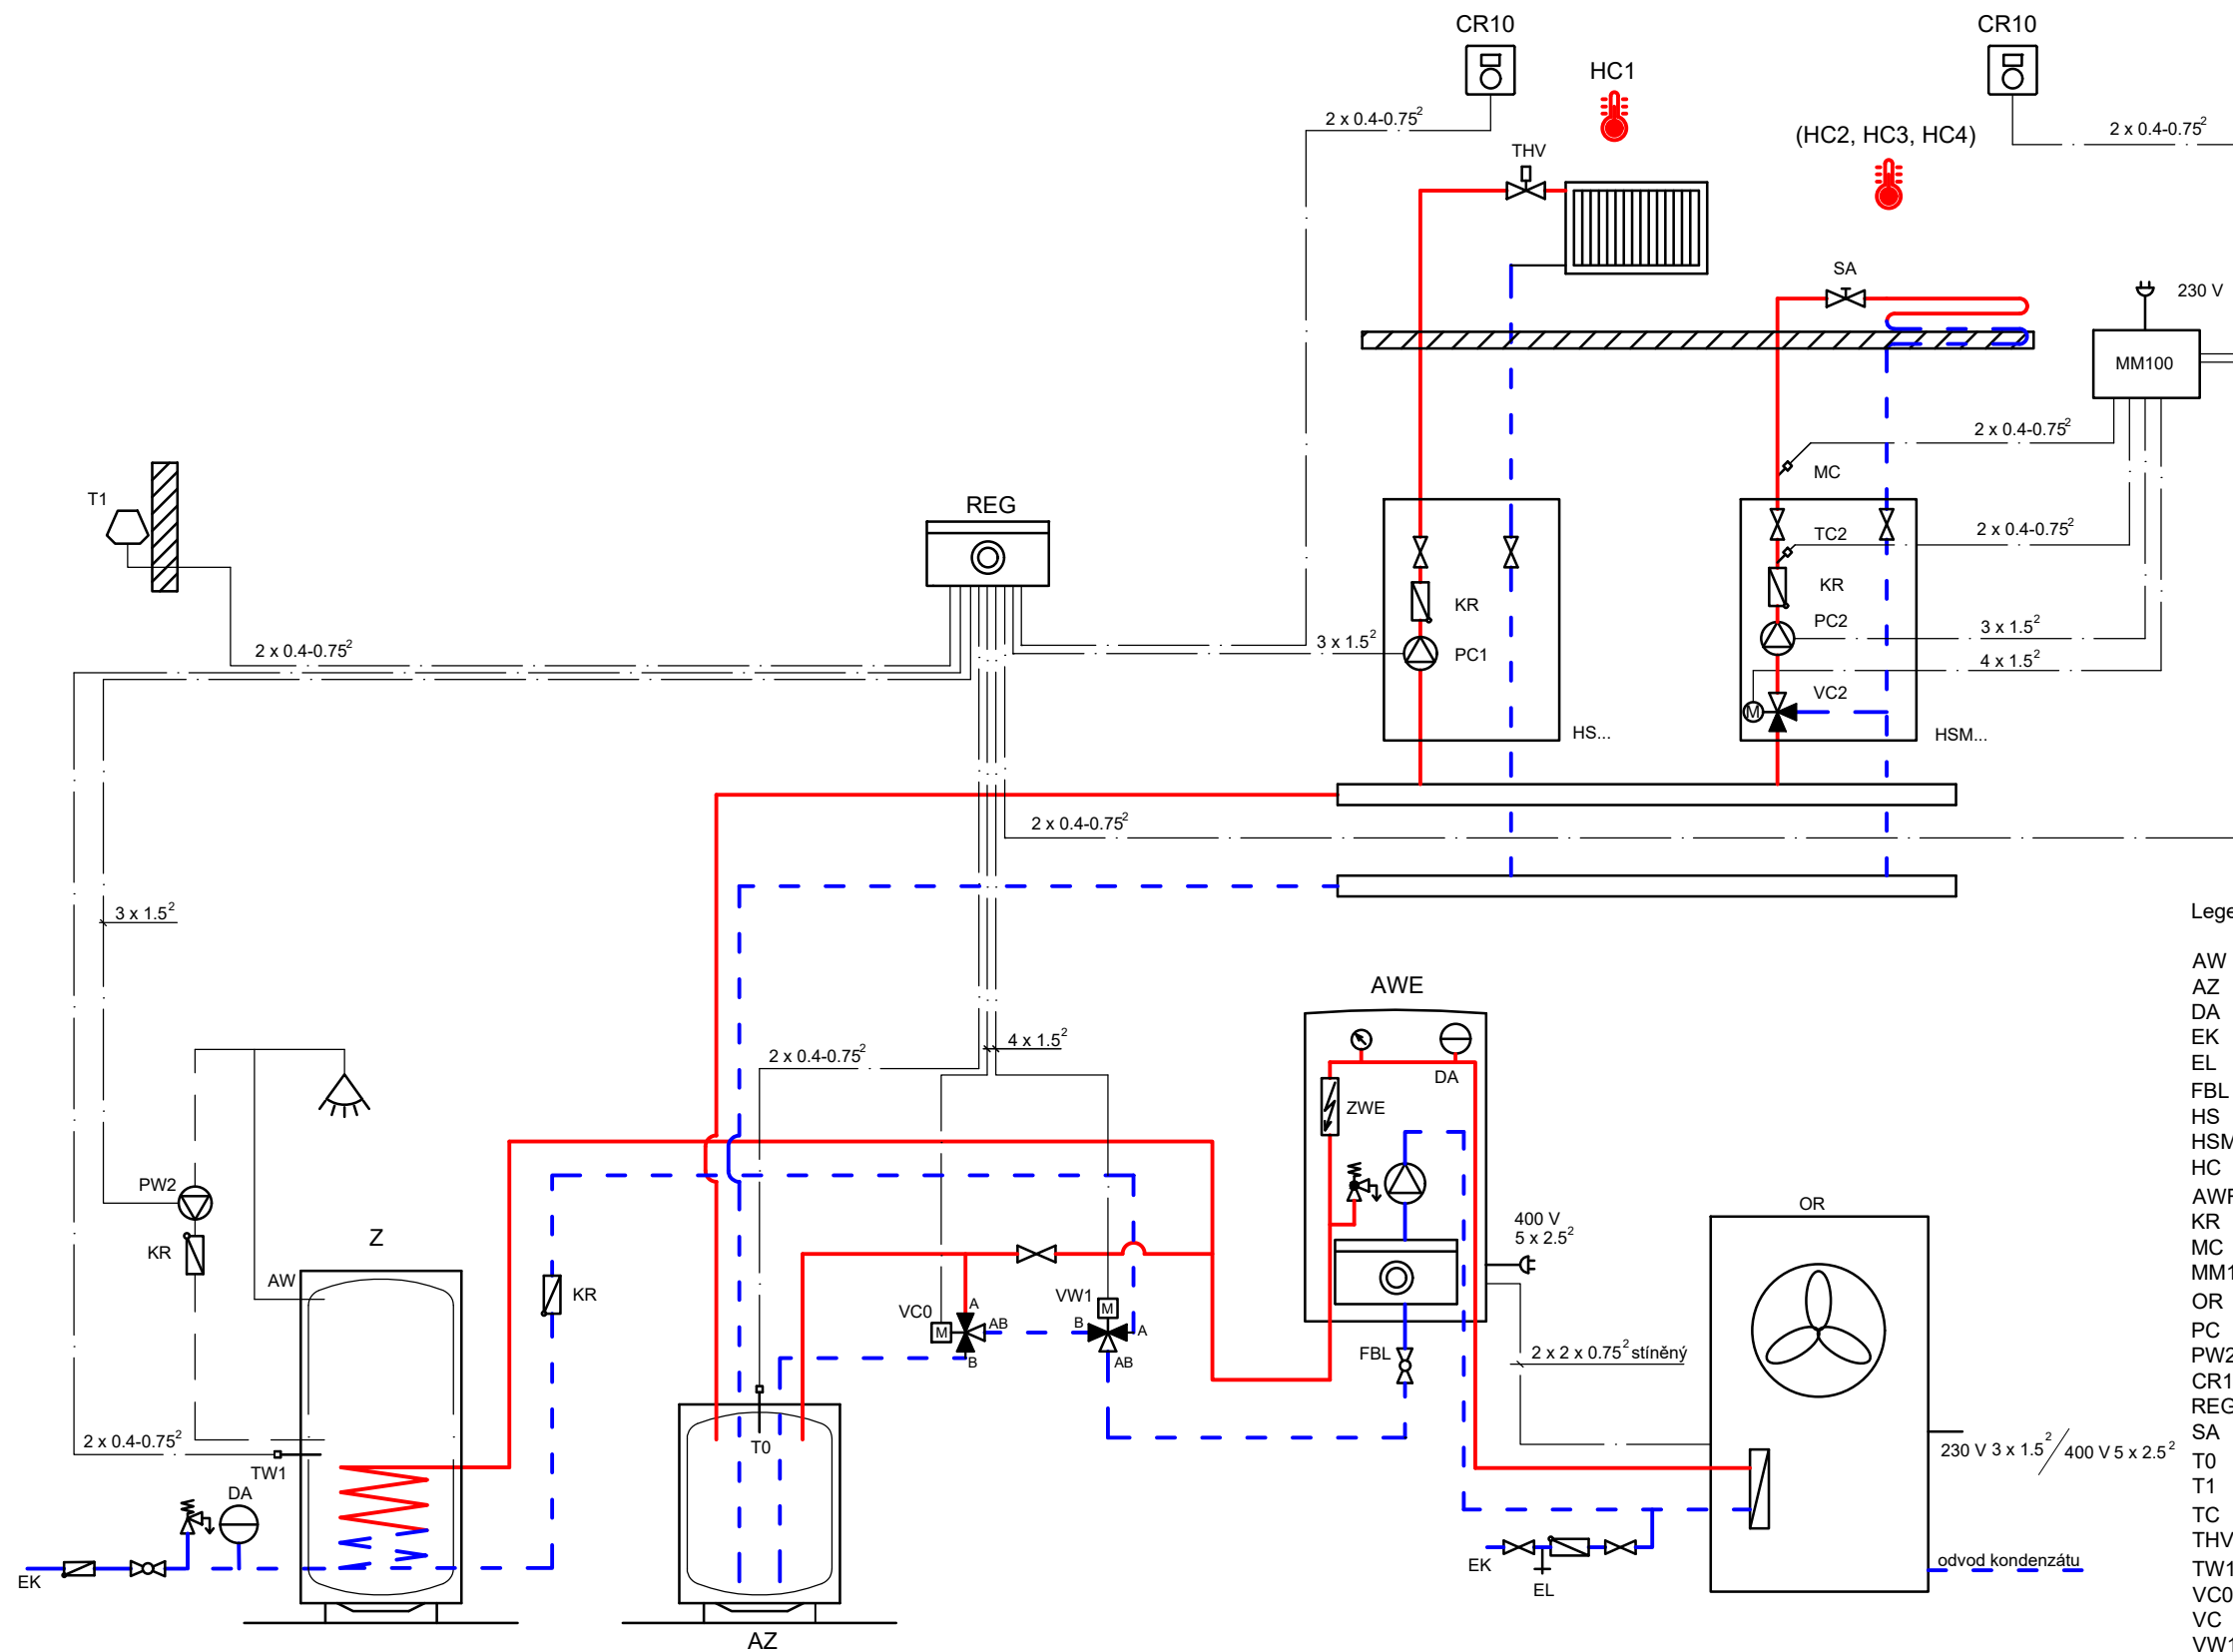 CR10
CR10
HC1
2 x 0.4-0.75²
(HC2, HC3, HC4)
2 x 0.4-0.75²
THV
SA
230 V
MM100
2 x 0.4-0.75²
MC
T1
REG
TC2
2 x 0.4-0.75²
KR
KR
PC2
3 x 1.5²
2 x 0.4-0.75²
3 x 1.5²
PC1
4 x 1.5²
VC2
M
HS...
HSM...
2 x 0.4-0.75²
3 x 1.5²
Lege
AW
AZ
DA
EK
EL
FBL
HS
HSM
HC
AWE
KR
MC
MM1
OR
PC
PW2
CR1
REG
SA
T0
T1
TC
THV
TW1
VC0
VC
VW1
AWE
4 x 1.5²
2 x 0.4-0.75²
DA
ZWE
PW2
OR
400 V
5 x 2.5²
Z
KR
AW
KR
VC0
M
A
AB
B
VW1
M
B
A
AB
FBL
2 x 2 x 0.75² stíněný
2 x 0.4-0.75²
TW1
T0
230 V 3 x 1.5² / 400 V 5 x 2.5²
DA
EK
EK
EL
odvod kondenzátu
AZ